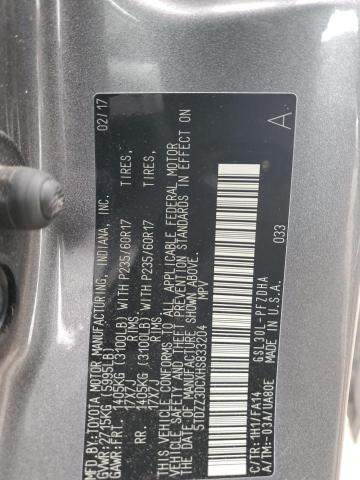 MFD. BY: TOYOTA MOTOR MANUFACTURING, INDIANA, INC. 02/17
GVWR: 2715KG (5995LB)
GAWR: FRT. 1405KG (3100LB) WITH P235/60R17 TIRES,
17X7J RIMS,
RR. 1405KG (3100LB) WITH P235/60R17 TIRES,
17X7J RIMS,
THIS VEHICLE CONFORMS TO ALL APPLICABLE FEDERAL MOTOR
VEHICLE SAFETY AND THEFT PREVENTION STANDARDS IN EFFECT
ON THE DATE OF MANUFACTURE SHOWN ABOVE.
5TDZZ3DCXHS833204 MPV
A
033
C/TR: 1H1/FA14 GSL30L-PFZDHA
A/TM: -03A/UA80E MADE IN U.S.A.